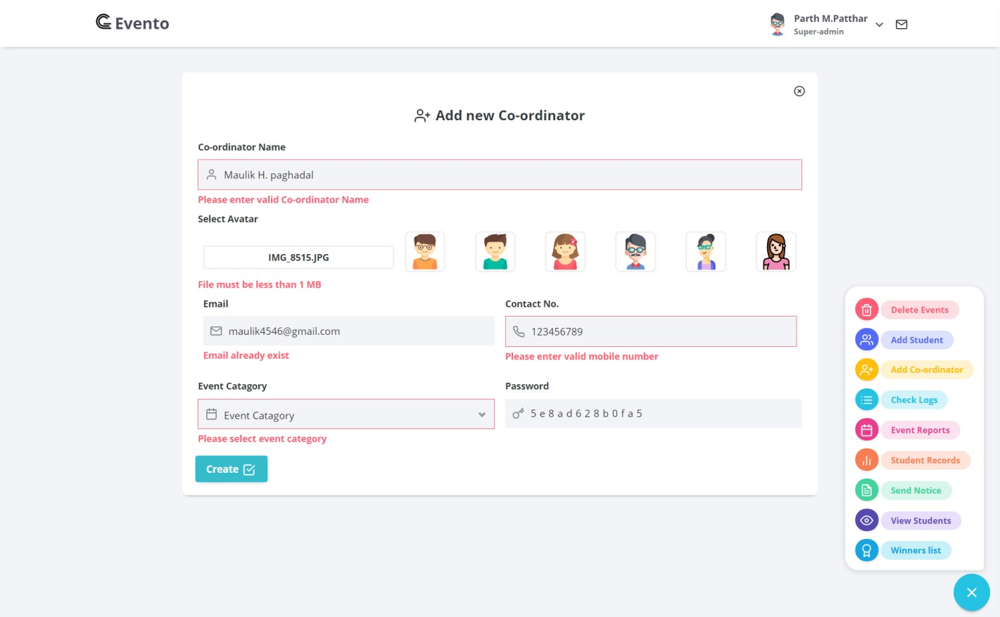 Evento
Parth M.Patthar
Super-admin
Add new Co-ordinator
Co-ordinator Name
Maulik H. paghadal
Please enter valid Co-ordinator Name
Select Avatar
IMG_8515.JPG
File must be less than 1 MB
Email
Contact No.
maulik4546@gmail.com
123456789
Email already exist
Please enter valid mobile number
Event Catagory
Password
Event Catagory
5e8ad628b0fa5
Please select event category
Create
Delete Events
Add Student
Add Co-ordinator
Check Logs
Event Reports
Student Records
Send Notice
View Students
Winners list